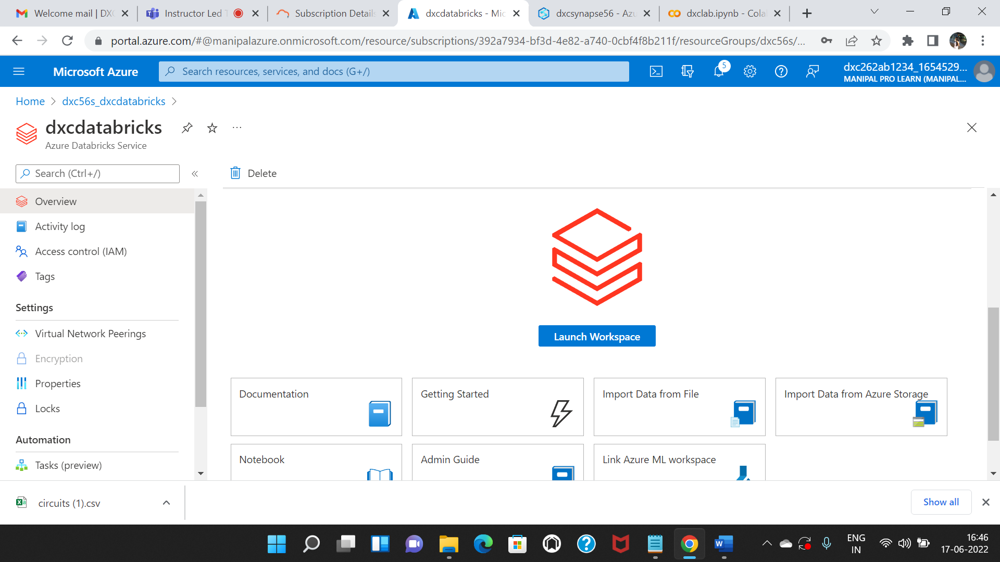 Welcome mail | DXC
Instructor Led T
Subscription Details
dxcdatabricks - Mic
dxcsynapse56 - Azu
dxclab.ipynb - Colab
portal.azure.com/#@manipalazure.onmicrosoft.com/resource/subscriptions/392a7934-bf3d-4e82-a740-0cbf4f8b211f/resourceGroups/dxc56s/...
Microsoft Azure
Search resources, services, and docs (G+/)
5
dxc262ab1234_1654529...
MANIPAL PRO LEARN (MANIPAL...
Home > dxc56s_dxcdatabricks >
dxcdatabricks
Azure Databricks Service
Search (Ctrl+/)
Delete
Overview
Activity log
Access control (IAM)
Tags
Settings
Virtual Network Peerings
Encryption
Properties
Locks
Automation
Tasks (preview)
Launch Workspace
Documentation
Getting Started
Import Data from File
Import Data from Azure Storage
Notebook
Admin Guide
Link Azure ML workspace
circuits (1).csv
Show all
ENG
IN
16:46
17-06-2022